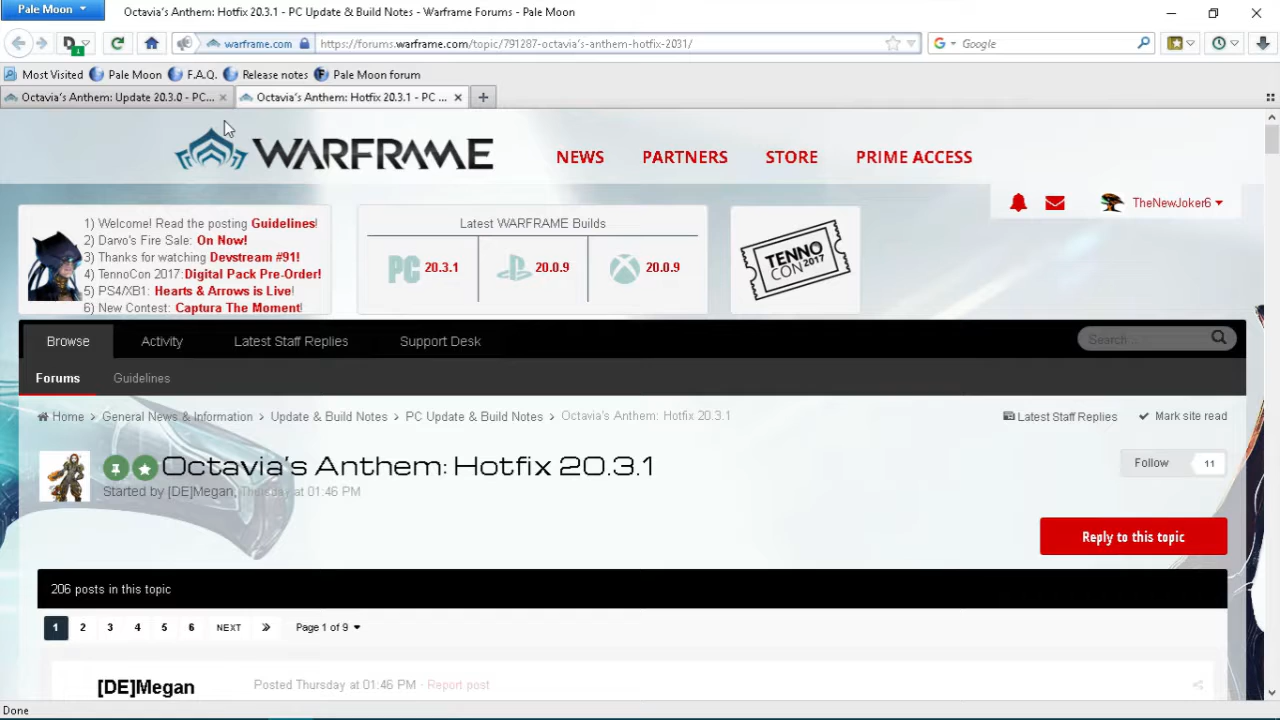 Pale Moon
Octavia's Anthem: Hotfix 20.3.1 - PC Update & Build Notes - Warframe Forums - Pale Moon
1
warframe.com
https://forums.warframe.com/topic/791287-octavia's-anthem-hotfix-2031/
Google
Most Visited Pale Moon F.A.Q. Release notes Pale Moon forum
Octavia's Anthem: Update 20.3.0 - PC...
Octavia's Anthem: Hotfix 20.3.1 - PC ...
WARFRAME
NEWS PARTNERS STORE PRIME ACCESS
TheNewJoker6
1) Welcome! Read the posting Guidelines!
2) Darvo's Fire Sale: On Now!
3) Thanks for watching Devstream #91!
4) TennoCon 2017:Digital Pack Pre-Order!
5) PS4/XB1: Hearts & Arrows is Live!
6) New Contest: Captura The Moment!
Latest WARFRAME Builds
PC 20.3.1
20.0.9
20.0.9
TENNO
CON 2017
Browse Activity Latest Staff Replies Support Desk
Search ...
Forums Guidelines
Home > General News & Information > Update & Build Notes > PC Update & Build Notes > Octavia's Anthem: Hotfix 20.3.1
Latest Staff Replies
Mark site read
Octavia's Anthem: Hotfix 20.3.1
Started by [DE]Megan, Thursday at 01:46 PM
Follow 11
Reply to this topic
206 posts in this topic
1 2 3 4 5 6 NEXT Page 1 of 9
[DE]Megan
Posted Thursday at 01:46 PM · Report post
Done